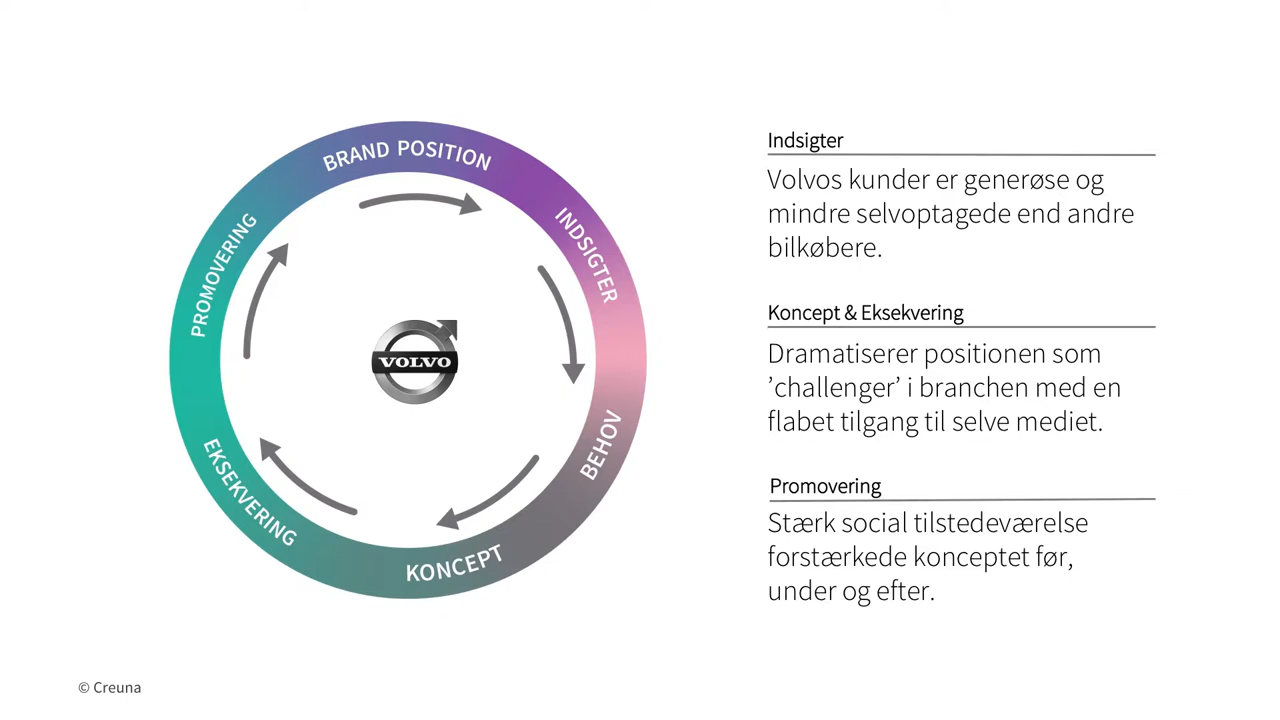 BRAND POSITION
INDSIGTER
BEHOV
KONCEPT
EKSEKVERING
PROMOVERING
VOLVO
Indsigter
Volvos kunder er generøse og
mindre selvoptagede end andre
bilkøbere.
Koncept & Eksekvering
Dramatiserer positionen som
’challenger’ i branchen med en
flabet tilgang til selve mediet.
Promovering
Stærk social tilstedeværelse
forstærkede konceptet før,
under og efter.
© Creuna